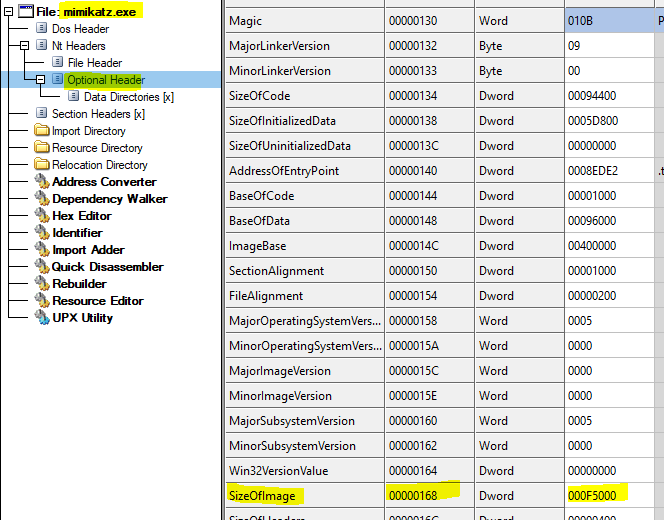 File: mimikatz.exe
Dos Header
Nt Headers
File Header
Optional Header
Data Directories [x]
Section Headers [x]
Import Directory
Resource Directory
Relocation Directory
Address Converter
Dependency Walker
Hex Editor
Identifier
Import Adder
Quick Disassembler
Rebuilder
Resource Editor
UPX Utility
Magic 00000130 Word 010B P
MajorLinkerVersion 00000132 Byte 09
MinorLinkerVersion 00000133 Byte 00
SizeOfCode 00000134 Dword 00094400
SizeOfInitializedData 00000138 Dword 0005D800
SizeOfUninitializedData 0000013C Dword 00000000
AddressOfEntryPoint 00000140 Dword 0008EDE2 .t
BaseOfCode 00000144 Dword 00001000
BaseOfData 00000148 Dword 00096000
ImageBase 0000014C Dword 00400000
SectionAlignment 00000150 Dword 00001000
FileAlignment 00000154 Dword 00000200
MajorOperatingSystemVers... 00000158 Word 0005
MinorOperatingSystemVers... 0000015A Word 0000
MajorImageVersion 0000015C Word 0000
MinorImageVersion 0000015E Word 0000
MajorSubsystemVersion 00000160 Word 0005
MinorSubsystemVersion 00000162 Word 0000
Win32VersionValue 00000164 Dword 00000000
SizeOfImage 00000168 Dword 000F5000
SizeOfHeaders 0000016C Dword 00000400